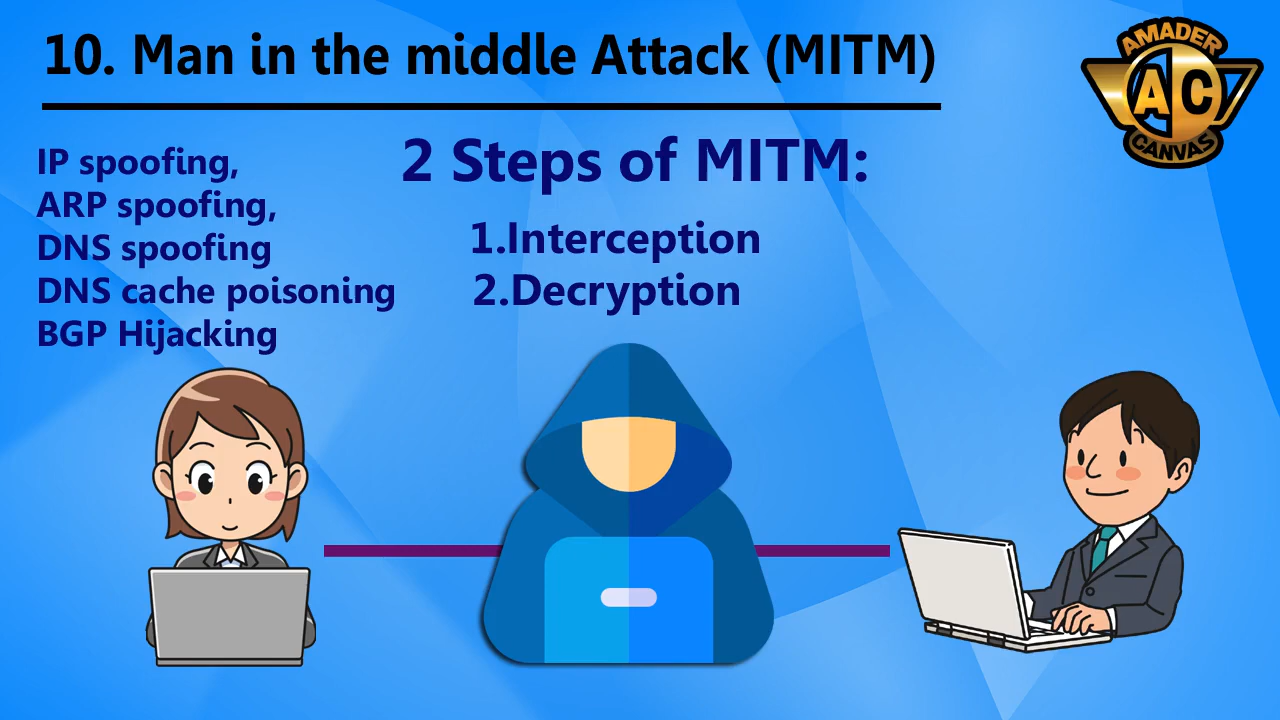 10. Man in the middle Attack (MITM)
AMADER
AC
CANVAS
IP spoofing,
ARP spoofing,
DNS spoofing
DNS cache poisoning
BGP Hijacking
2 Steps of MITM:
1.Interception
2.Decryption